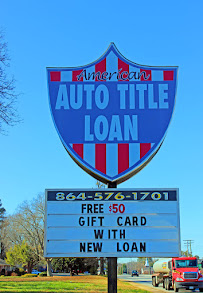 American
AUTO TITLE
LOAN
864-576-1701
FREE $50
GIFT CARD
WITH
NEW LOAN